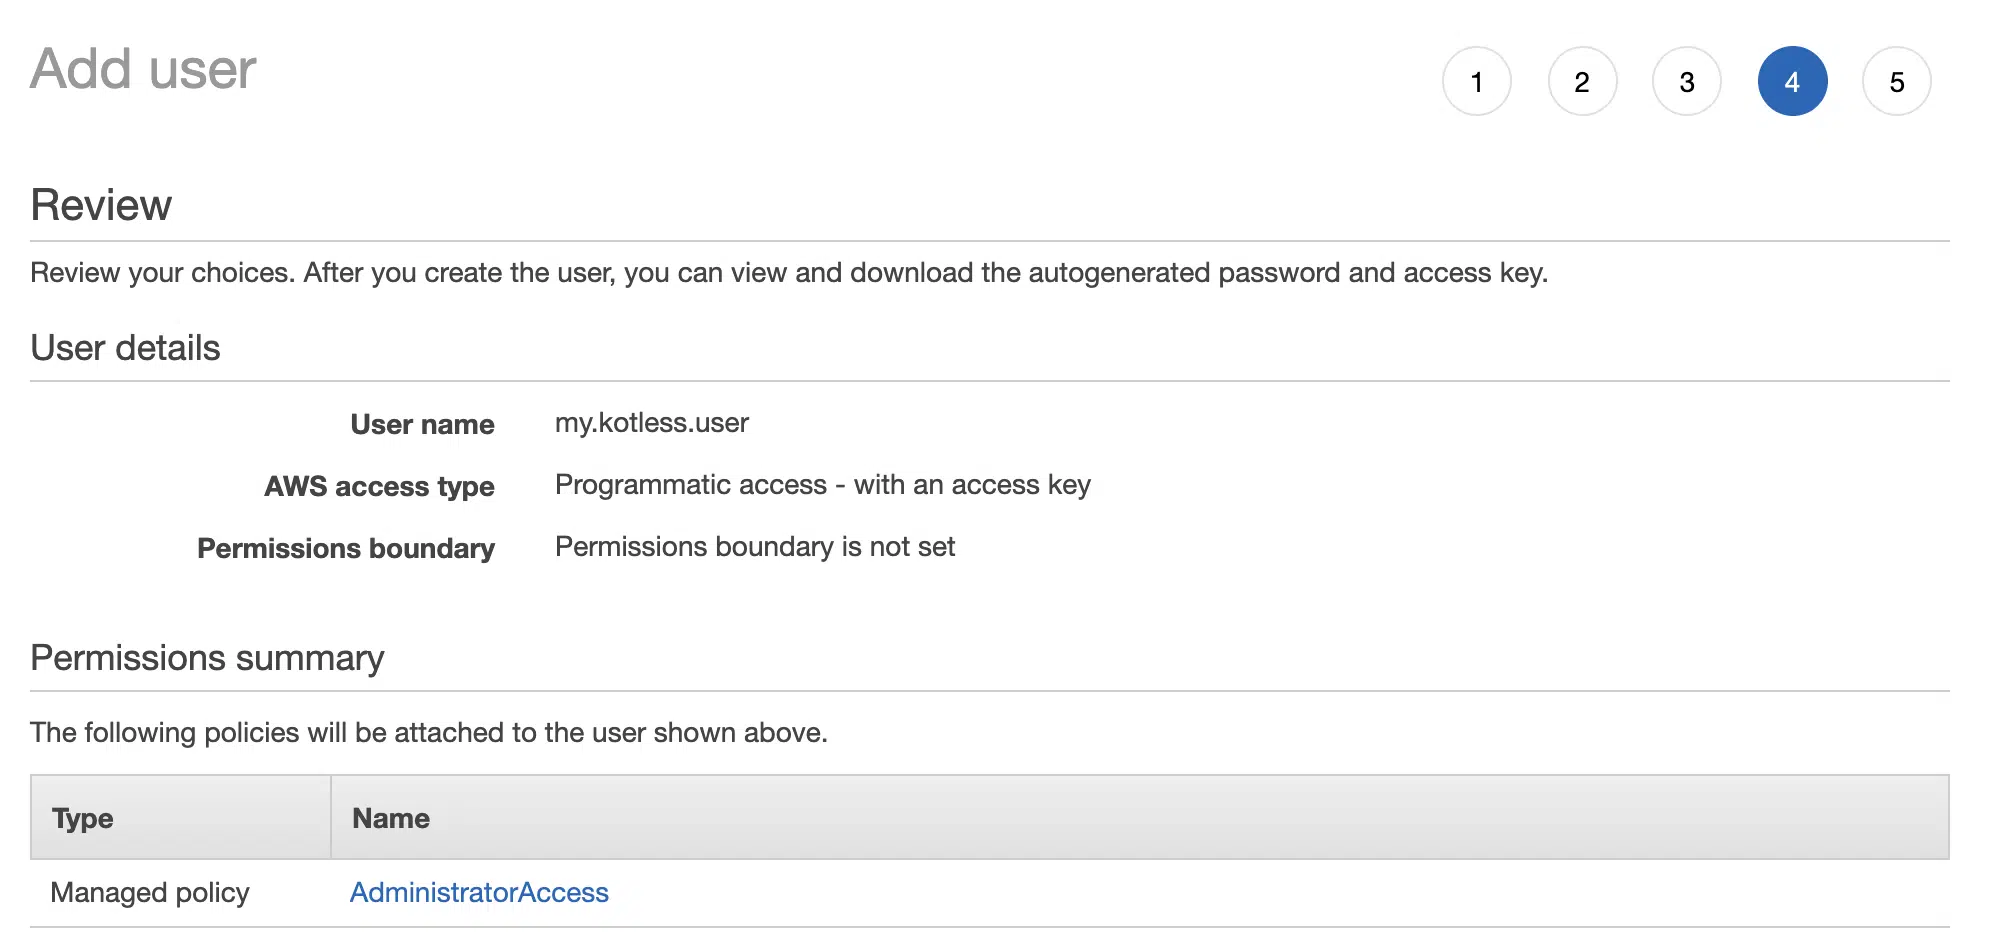 Add user
1 2 3 4 5
Review
Review your choices. After you create the user, you can view and download the autogenerated password and access key.
User details
User name my.kotless.user
AWS access type Programmatic access - with an access key
Permissions boundary Permissions boundary is not set
Permissions summary
The following policies will be attached to the user shown above.
Type Name
Managed policy AdministratorAccess